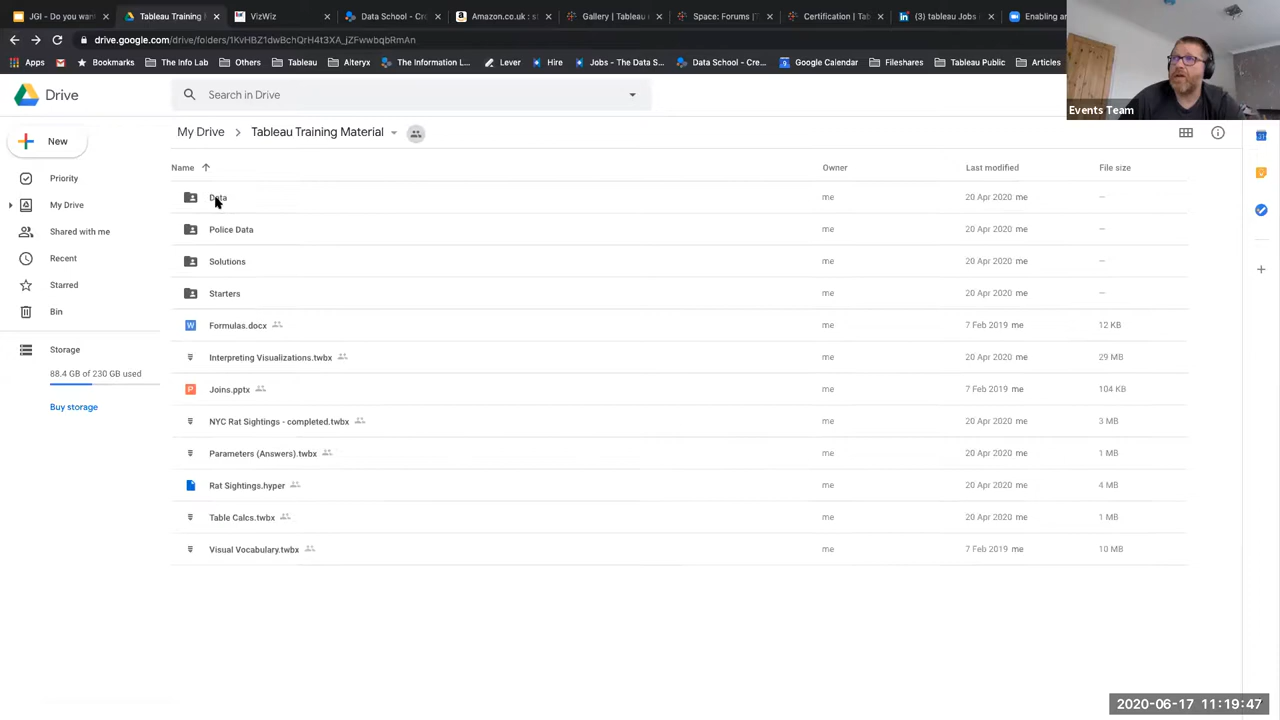 JGI - Do you want
Tableau Training
VizWiz
Data School - Cre
Amazon.co.uk : s
Gallery | Tableau
Space: Forums | T
Certification | Tab
(3) tableau Jobs
Enabling an
drive.google.com/drive/folders/1KvHBZ1dwBchQrH4t3XA_jZFwwbqbRmAn
Apps
Bookmarks
The Info Lab
Others
Tableau
Alteryx
The Information L...
Lever
Hire
Jobs - The Data S...
Data School - Cre...
Google Calendar
Fileshares
Tableau Public
Articles
Events Team
Drive
Search in Drive
New
My Drive
Tableau Training Material
Name
Owner
Last modified
File size
Priority
My Drive
Shared with me
Recent
Starred
Bin
Storage
88.4 GB of 230 GB used
Buy storage
Data me 20 Apr 2020 me –
Police Data me 20 Apr 2020 me –
Solutions me 20 Apr 2020 me –
Starters me 20 Apr 2020 me –
W Formulas.docx me 7 Feb 2019 me 12 KB
Interpreting Visualizations.twbx me 20 Apr 2020 me 29 MB
P Joins.pptx me 7 Feb 2019 me 104 KB
NYC Rat Sightings - completed.twbx me 20 Apr 2020 me 3 MB
Parameters (Answers).twbx me 20 Apr 2020 me 1 MB
Rat Sightings.hyper me 20 Apr 2020 me 4 MB
Table Calcs.twbx me 20 Apr 2020 me 1 MB
Visual Vocabulary.twbx me 7 Feb 2019 me 10 MB
2020-06-17 11:19:47